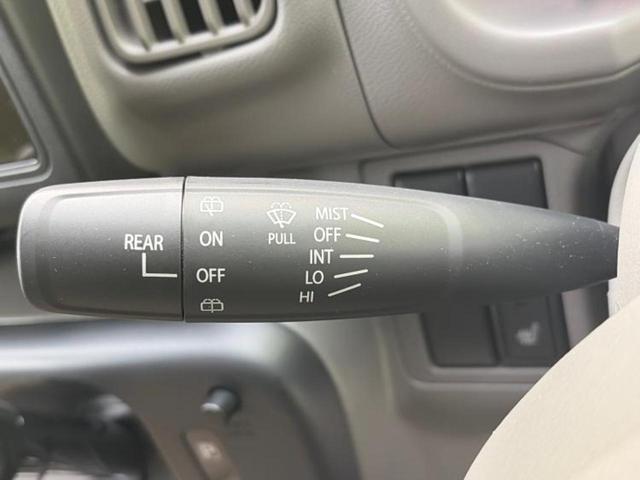 REAR
ON
OFF
PULL
MIST
OFF
INT
LO
HI